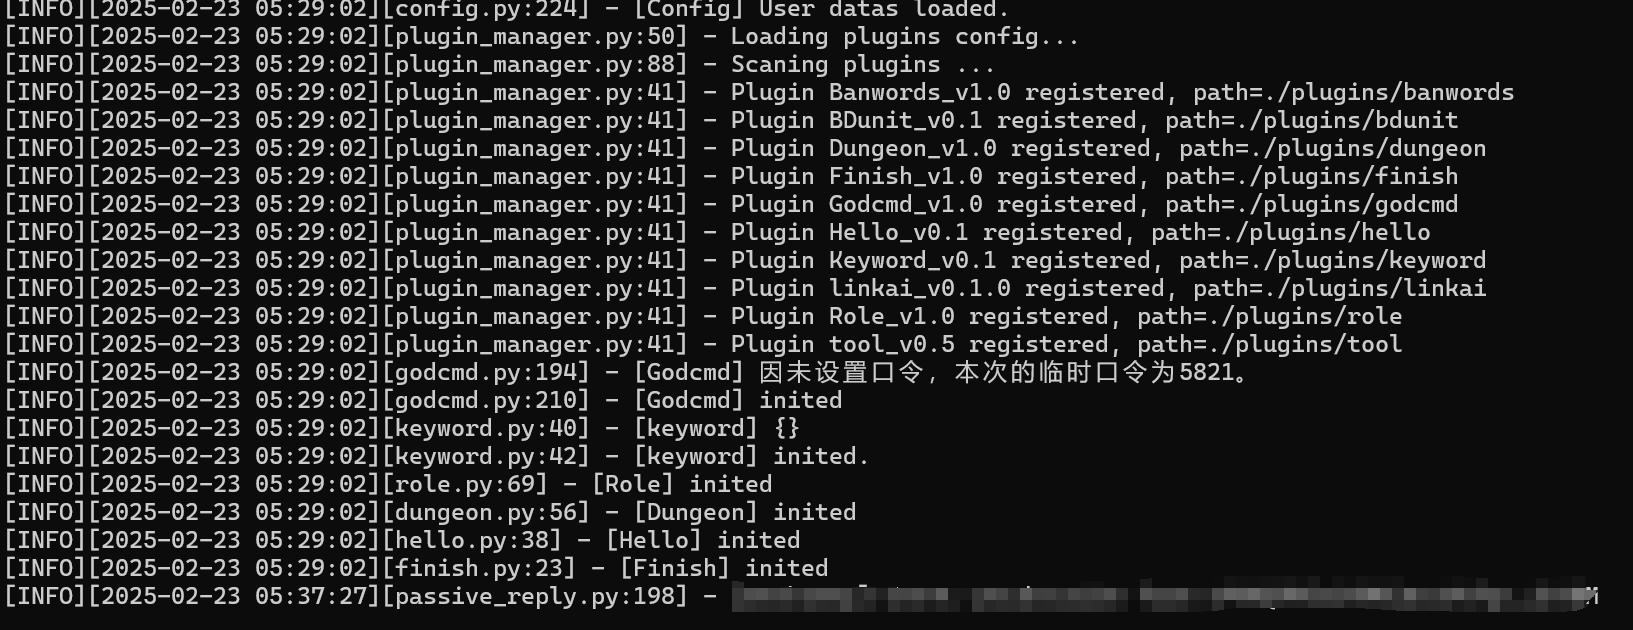 [INFO][2025-02-23 05:29:02][config.py:224] - [Config] User datas loaded.
[INFO][2025-02-23 05:29:02][plugin_manager.py:50] - Loading plugins config...
[INFO][2025-02-23 05:29:02][plugin_manager.py:88] - Scaning plugins ...
[INFO][2025-02-23 05:29:02][plugin_manager.py:41] - Plugin Banwords_v1.0 registered, path=./plugins/banwords
[INFO][2025-02-23 05:29:02][plugin_manager.py:41] - Plugin BDunit_v0.1 registered, path=./plugins/bdunit
[INFO][2025-02-23 05:29:02][plugin_manager.py:41] - Plugin Dungeon_v1.0 registered, path=./plugins/dungeon
[INFO][2025-02-23 05:29:02][plugin_manager.py:41] - Plugin Finish_v1.0 registered, path=./plugins/finish
[INFO][2025-02-23 05:29:02][plugin_manager.py:41] - Plugin Godcmd_v1.0 registered, path=./plugins/godcmd
[INFO][2025-02-23 05:29:02][plugin_manager.py:41] - Plugin Hello_v0.1 registered, path=./plugins/hello
[INFO][2025-02-23 05:29:02][plugin_manager.py:41] - Plugin Keyword_v0.1 registered, path=./plugins/keyword
[INFO][2025-02-23 05:29:02][plugin_manager.py:41] - Plugin linkai_v0.1.0 registered, path=./plugins/linkai
[INFO][2025-02-23 05:29:02][plugin_manager.py:41] - Plugin Role_v1.0 registered, path=./plugins/role
[INFO][2025-02-23 05:29:02][plugin_manager.py:41] - Plugin tool_v0.5 registered, path=./plugins/tool
[INFO][2025-02-23 05:29:02][godcmd.py:194] - [Godcmd] 因未设置口令，本次的临时口令为5821。
[INFO][2025-02-23 05:29:02][godcmd.py:210] - [Godcmd] inited
[INFO][2025-02-23 05:29:02][keyword.py:40] - [keyword] {}
[INFO][2025-02-23 05:29:02][keyword.py:42] - [keyword] inited.
[INFO][2025-02-23 05:29:02][role.py:69] - [Role] inited
[INFO][2025-02-23 05:29:02][dungeon.py:56] - [Dungeon] inited
[INFO][2025-02-23 05:29:02][hello.py:38] - [Hello] inited
[INFO][2025-02-23 05:29:02][finish.py:23] - [Finish] inited
[INFO][2025-02-23 05:37:27][passive_reply.py:198] -